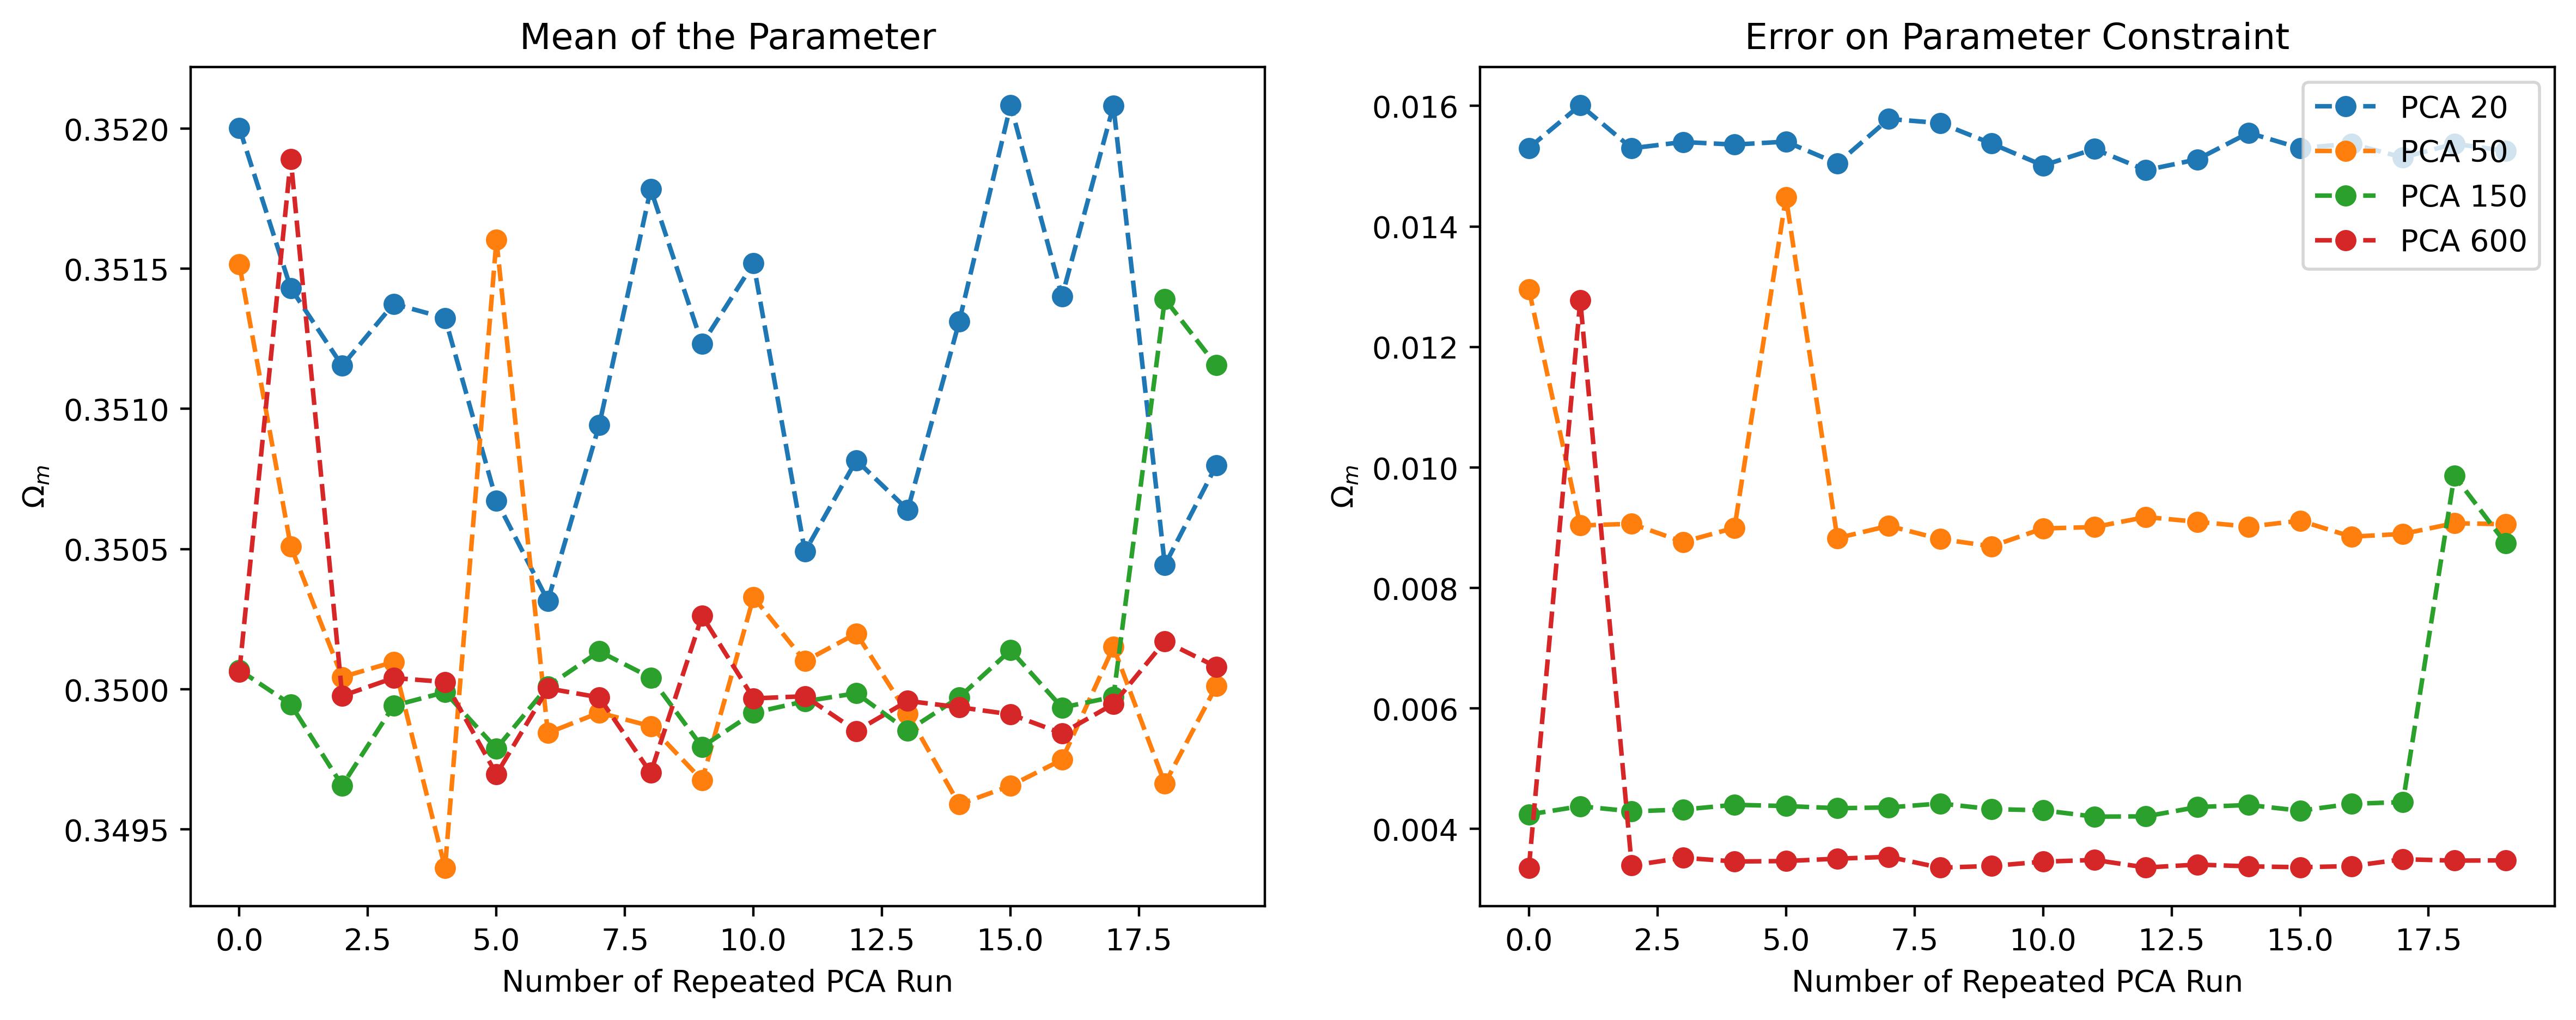 Mean of the Parameter
0.3520
0.3515
0.3510
0.3505
0.3500
0.3495
Ωm
0.0 2.5 5.0 7.5 10.0 12.5 15.0 17.5
Number of Repeated PCA Run
Error on Parameter Constraint
0.016
0.014
0.012
0.010
0.008
0.006
0.004
Ωm
0.0 2.5 5.0 7.5 10.0 12.5 15.0 17.5
Number of Repeated PCA Run
PCA 20
PCA 50
PCA 150
PCA 600